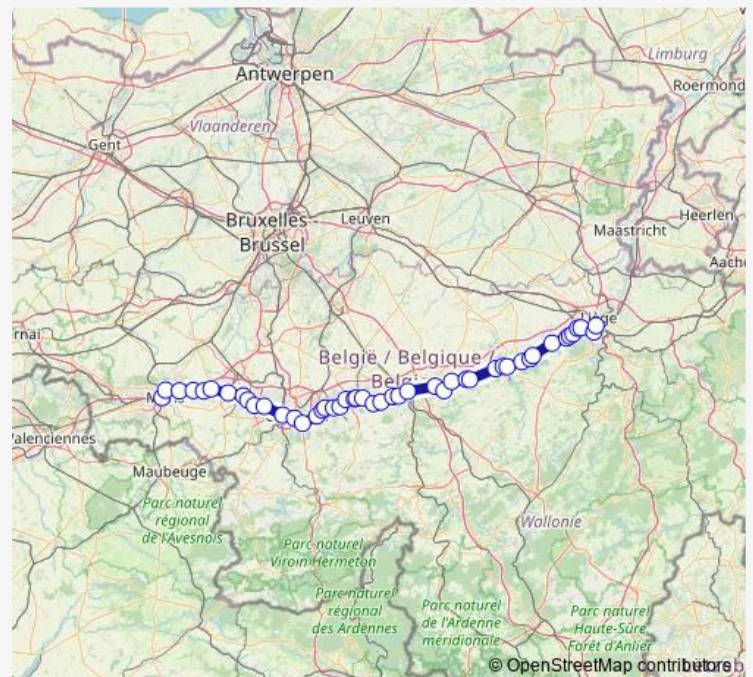 Limburg
Antwerpen
Roermond
Vlaanderen
Gent
Bruxelles
Brussel
Leuven
Heerlen
Maastricht
Aach
Liège
rnai
België / Belgique
alenciennes
Maubeuge
Parc naturel
régional
de l'Avesnois
Wallonie
Parc naturel
Viroin Hermeton
Parc naturel
régional
des Ardennes
Parc naturel
de l'Ardenne
méridionale
Parc naturel
Haute-Sûre
Forêt d'Anlier
© OpenStreetMap contributors